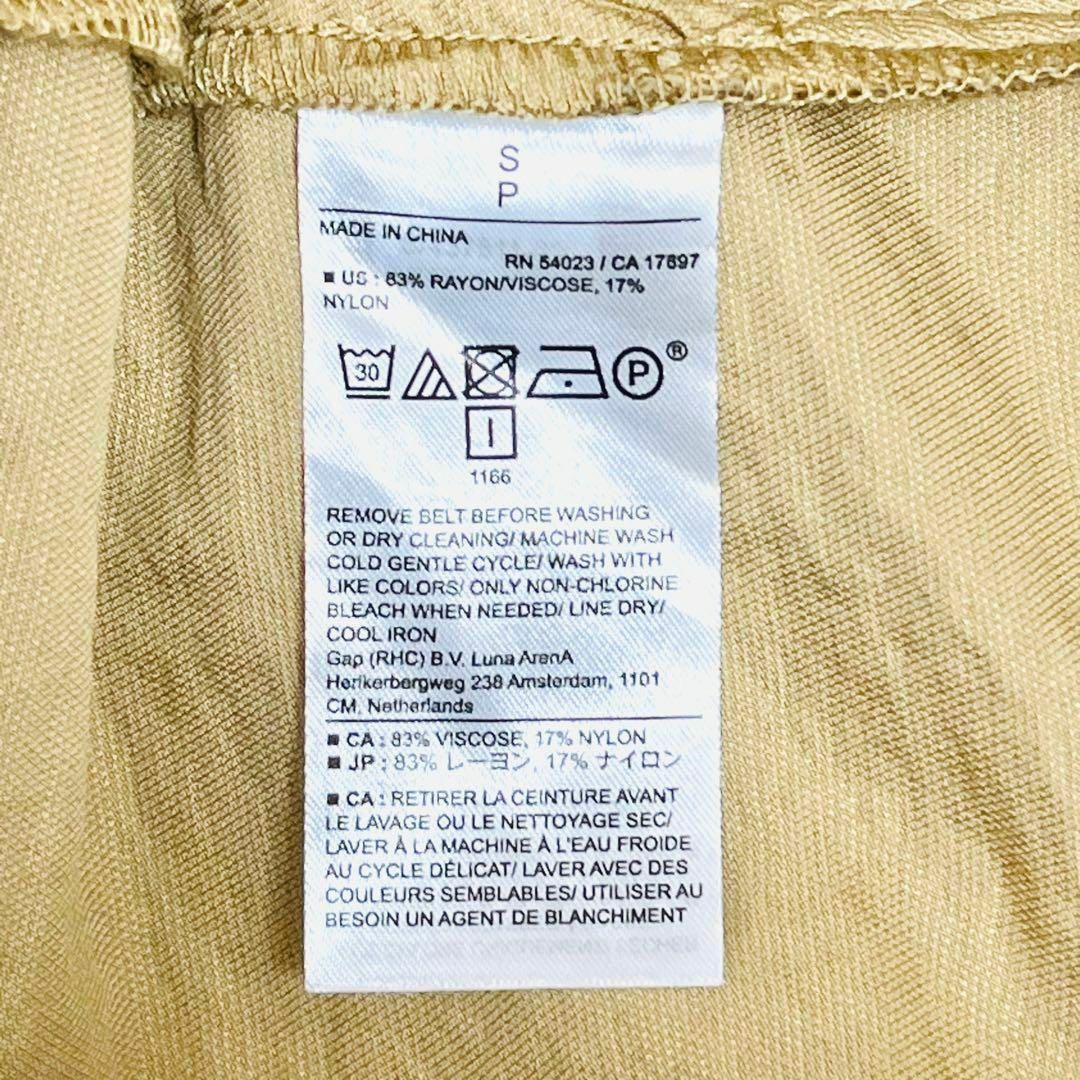 S
P
MADE IN CHINA
RN 54023 / CA 17897
■ US : 83% RAYON/VISCOSE, 17%
NYLON
30 P®
1166
REMOVE BELT BEFORE WASHING
OR DRY CLEANING/ MACHINE WASH
COLD GENTLE CYCLE/ WASH WITH
LIKE COLORS/ ONLY NON-CHLORINE
BLEACH WHEN NEEDED/ LINE DRY/
COOL IRON
Gap (RHC) B.V. Luna ArenA
Herikerbergweg 238 Amsterdam, 1101
CM, Netherlands
■ CA : 83% VISCOSE, 17% NYLON
■ JP : 83% レーヨン, 17% ナイロン
■ CA : RETIRER LA CEINTURE AVANT
LE LAVAGE OU LE NETTOYAGE SEC/
LAVER À LA MACHINE À L'EAU FROIDE
AU CYCLE DÉLICAT/ LAVER AVEC DES
COULEURS SEMBLABLES/ UTILISER AU
BESOIN UN AGENT DE BLANCHIMENT